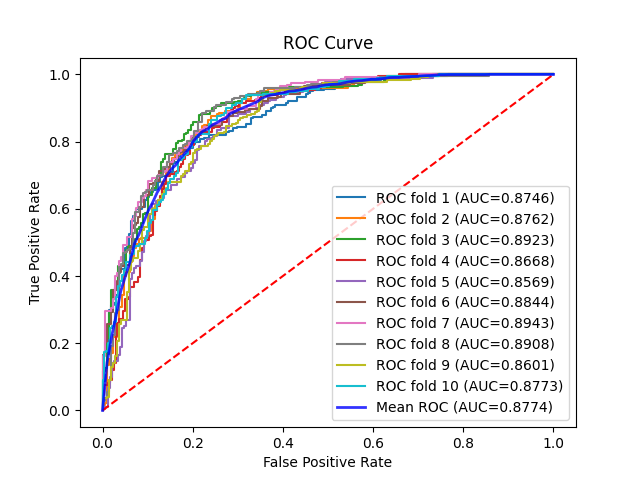 ROC Curve
True Positive Rate
1.0
0.8
0.6
0.4
0.2
0.0
ROC fold 1 (AUC=0.8746)
ROC fold 2 (AUC=0.8762)
ROC fold 3 (AUC=0.8923)
ROC fold 4 (AUC=0.8668)
ROC fold 5 (AUC=0.8569)
ROC fold 6 (AUC=0.8844)
ROC fold 7 (AUC=0.8943)
ROC fold 8 (AUC=0.8908)
ROC fold 9 (AUC=0.8601)
ROC fold 10 (AUC=0.8773)
Mean ROC (AUC=0.8774)
0.0 0.2 0.4 0.6 0.8 1.0
False Positive Rate